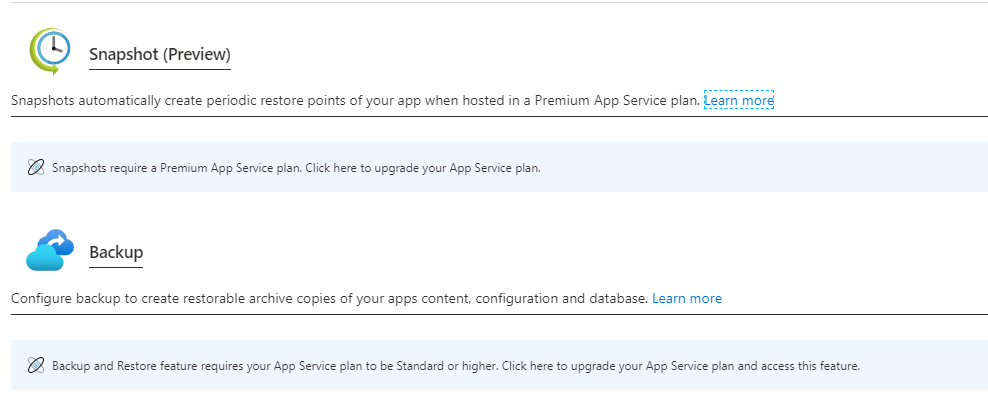 Snapshot (Preview)
Snapshots automatically create periodic restore points of your app when hosted in a Premium App Service plan. Learn more
Snapshots require a Premium App Service plan. Click here to upgrade your App Service plan.
Backup
Configure backup to create restorable archive copies of your apps content, configuration and database. Learn more
Backup and Restore feature requires your App Service plan to be Standard or higher. Click here to upgrade your App Service plan and access this feature.